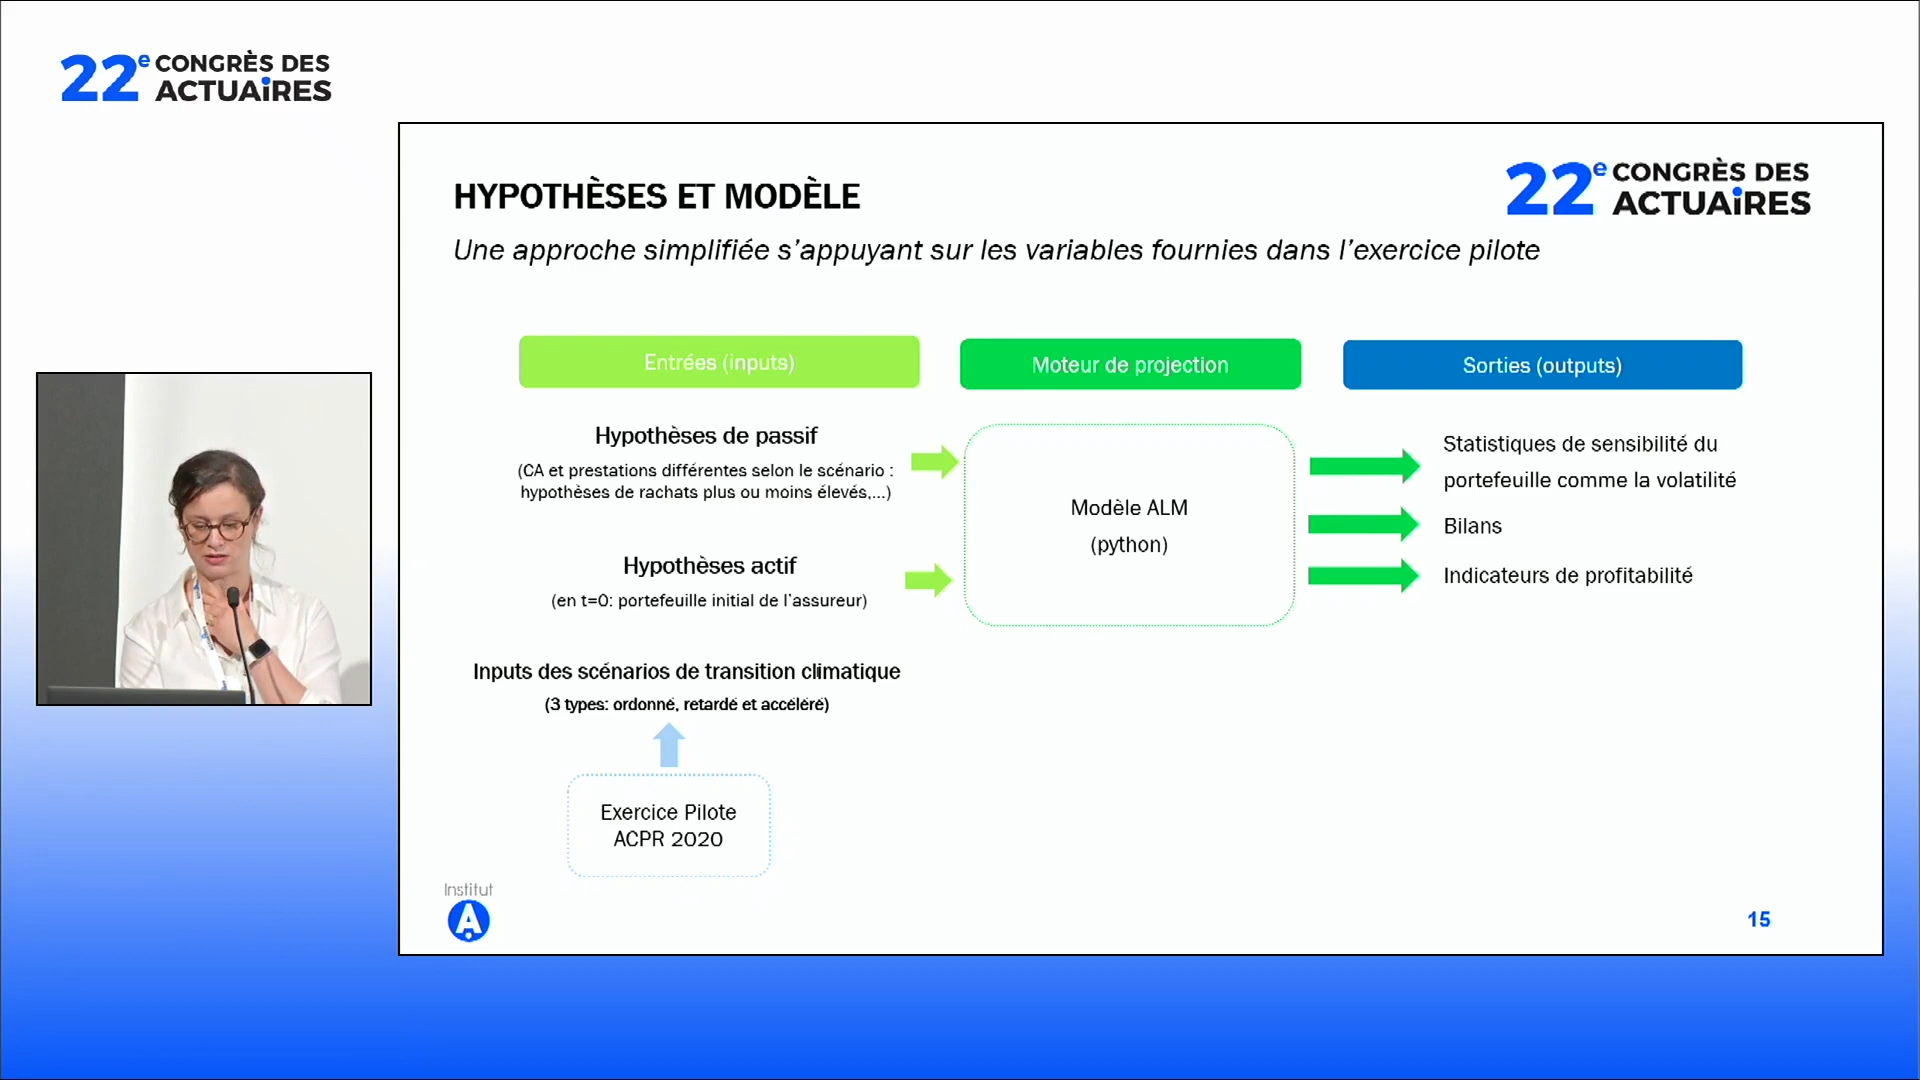 22e CONGRÈS DES
ACTUAiRES
HYPOTHÈSES ET MODÈLE
22e CONGRÈS DES
ACTUAiRES
Une approche simplifiée s'appuyant sur les variables fournies dans l'exercice pilote
Entrées (inputs)
Moteur de projection
Sorties (outputs)
Hypothèses de passif
(CA et prestations différentes selon le scénario :
hypothèses de rachats plus ou moins élevés,...)
Hypothèses actif
(en t=0: portefeuille initial de l'assureur)
Inputs des scénarios de transition climatique
(3 types: ordonné, retardé et accéléré)
Exercice Pilote
ACPR 2020
Modèle ALM
(python)
Statistiques de sensibilité du
portefeuille comme la volatilité
Bilans
Indicateurs de profitabilité
Institut
A
15